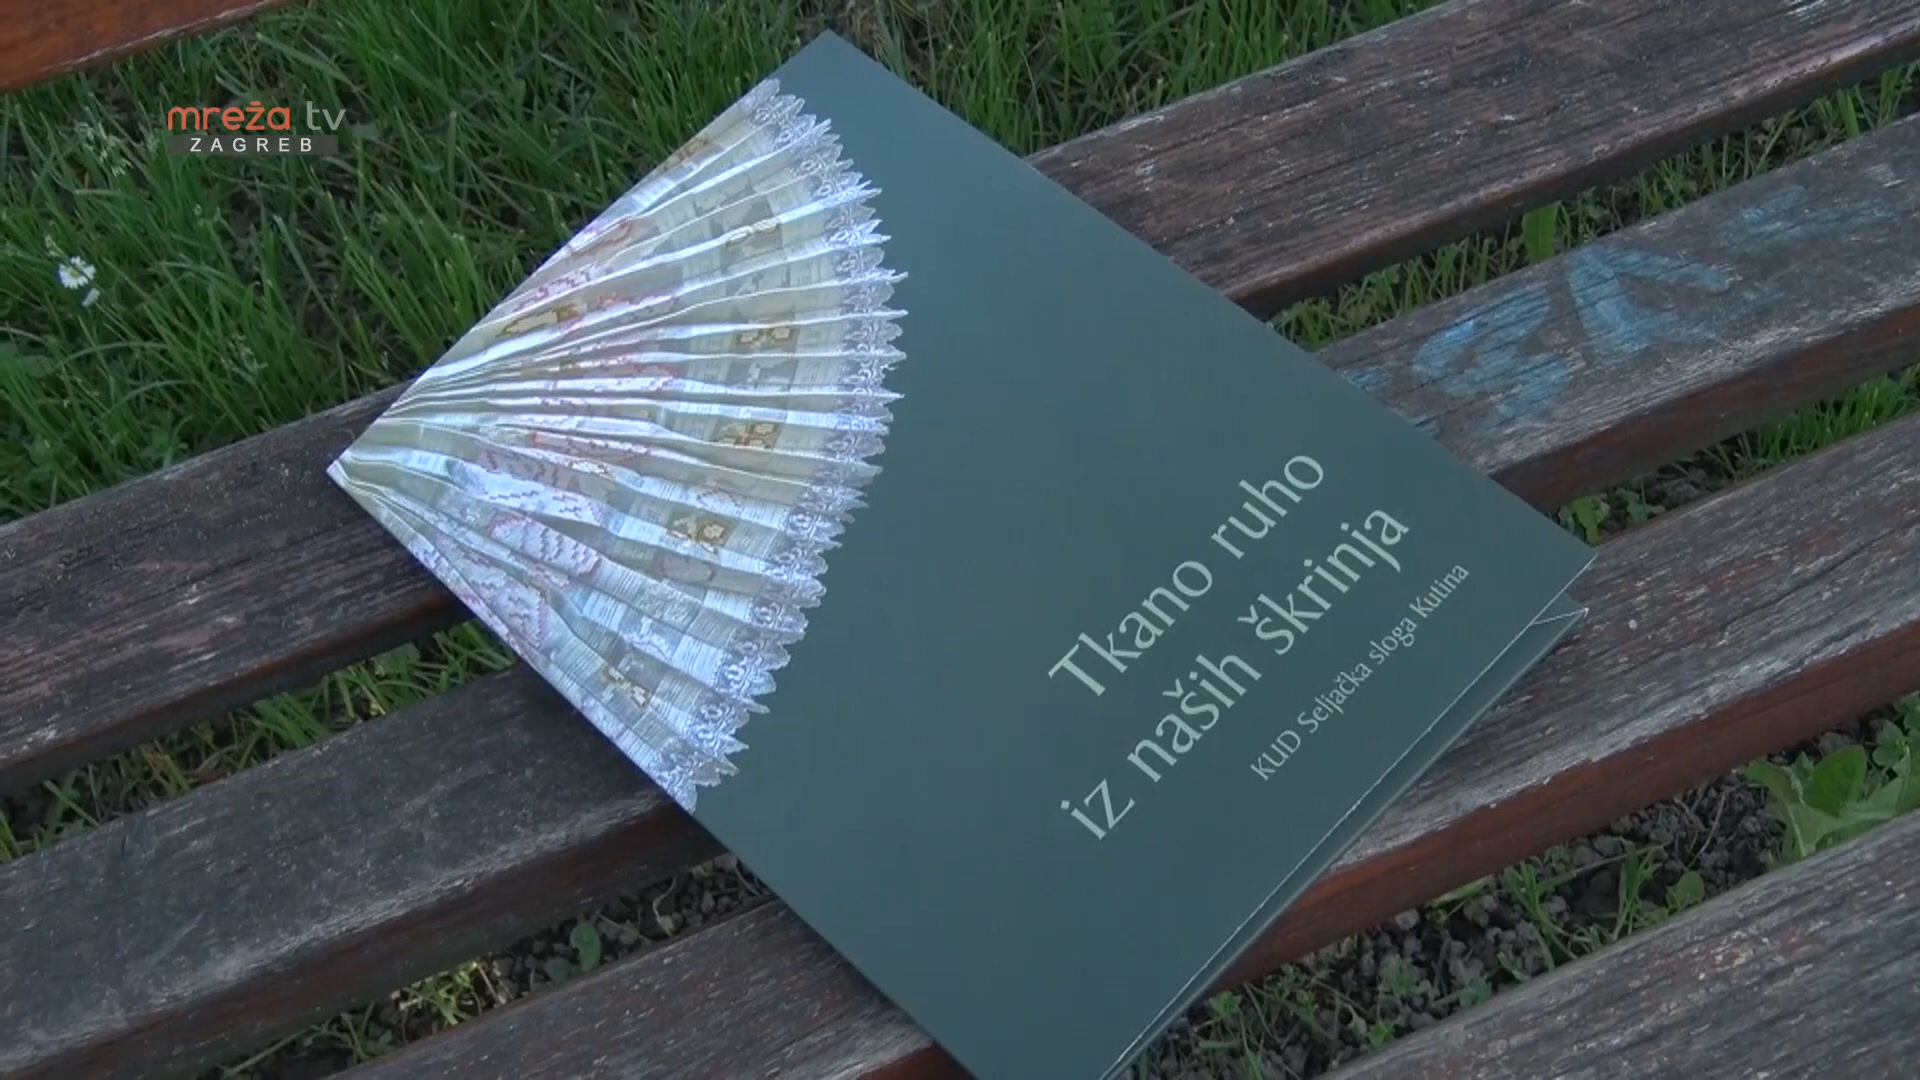 mreža tv
ZAGREB
Tkano ruho
iz naših škrinja
KUD Seljačka sloga Kutina